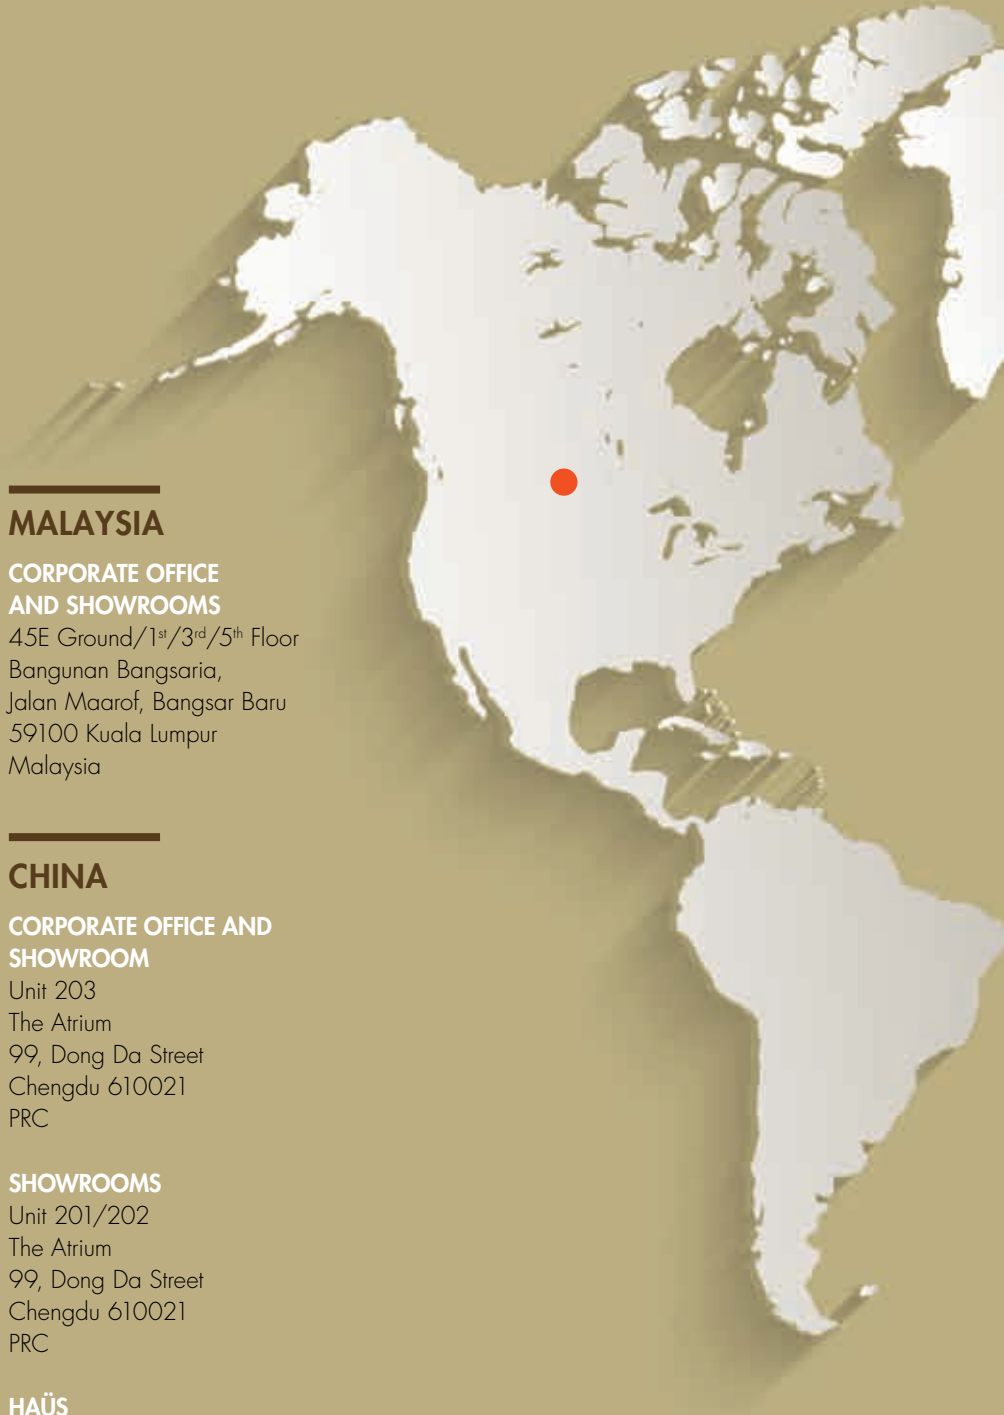 MALAYSIA
CORPORATE OFFICE
AND SHOWROOMS
45E Ground/1st/3rd/5th Floor
Bangunan Bangsaria,
Jalan Maarof, Bangsar Baru
59100 Kuala Lumpur
Malaysia
CHINA
CORPORATE OFFICE AND
SHOWROOM
Unit 203
The Atrium
99, Dong Da Street
Chengdu 610021
PRC
SHOWROOMS
Unit 201/202
The Atrium
99, Dong Da Street
Chengdu 610021
PRC
HAÜS